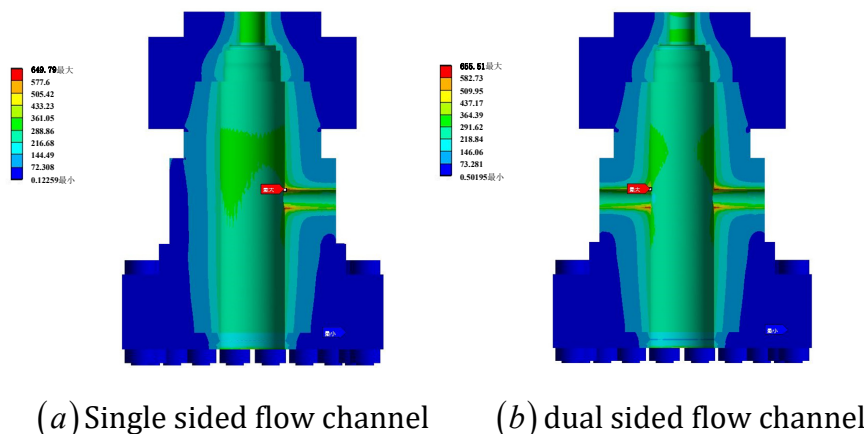 649.79最大
577.6
505.42
433.23
361.05
288.86
216.68
144.49
72.308
0.12259最小
最大
最小
655.51最大
582.73
509.95
437.17
364.39
291.62
218.84
146.06
73.281
0.50195最小
最大
最小
(a) Single sided flow channel
(b) dual sided flow channel